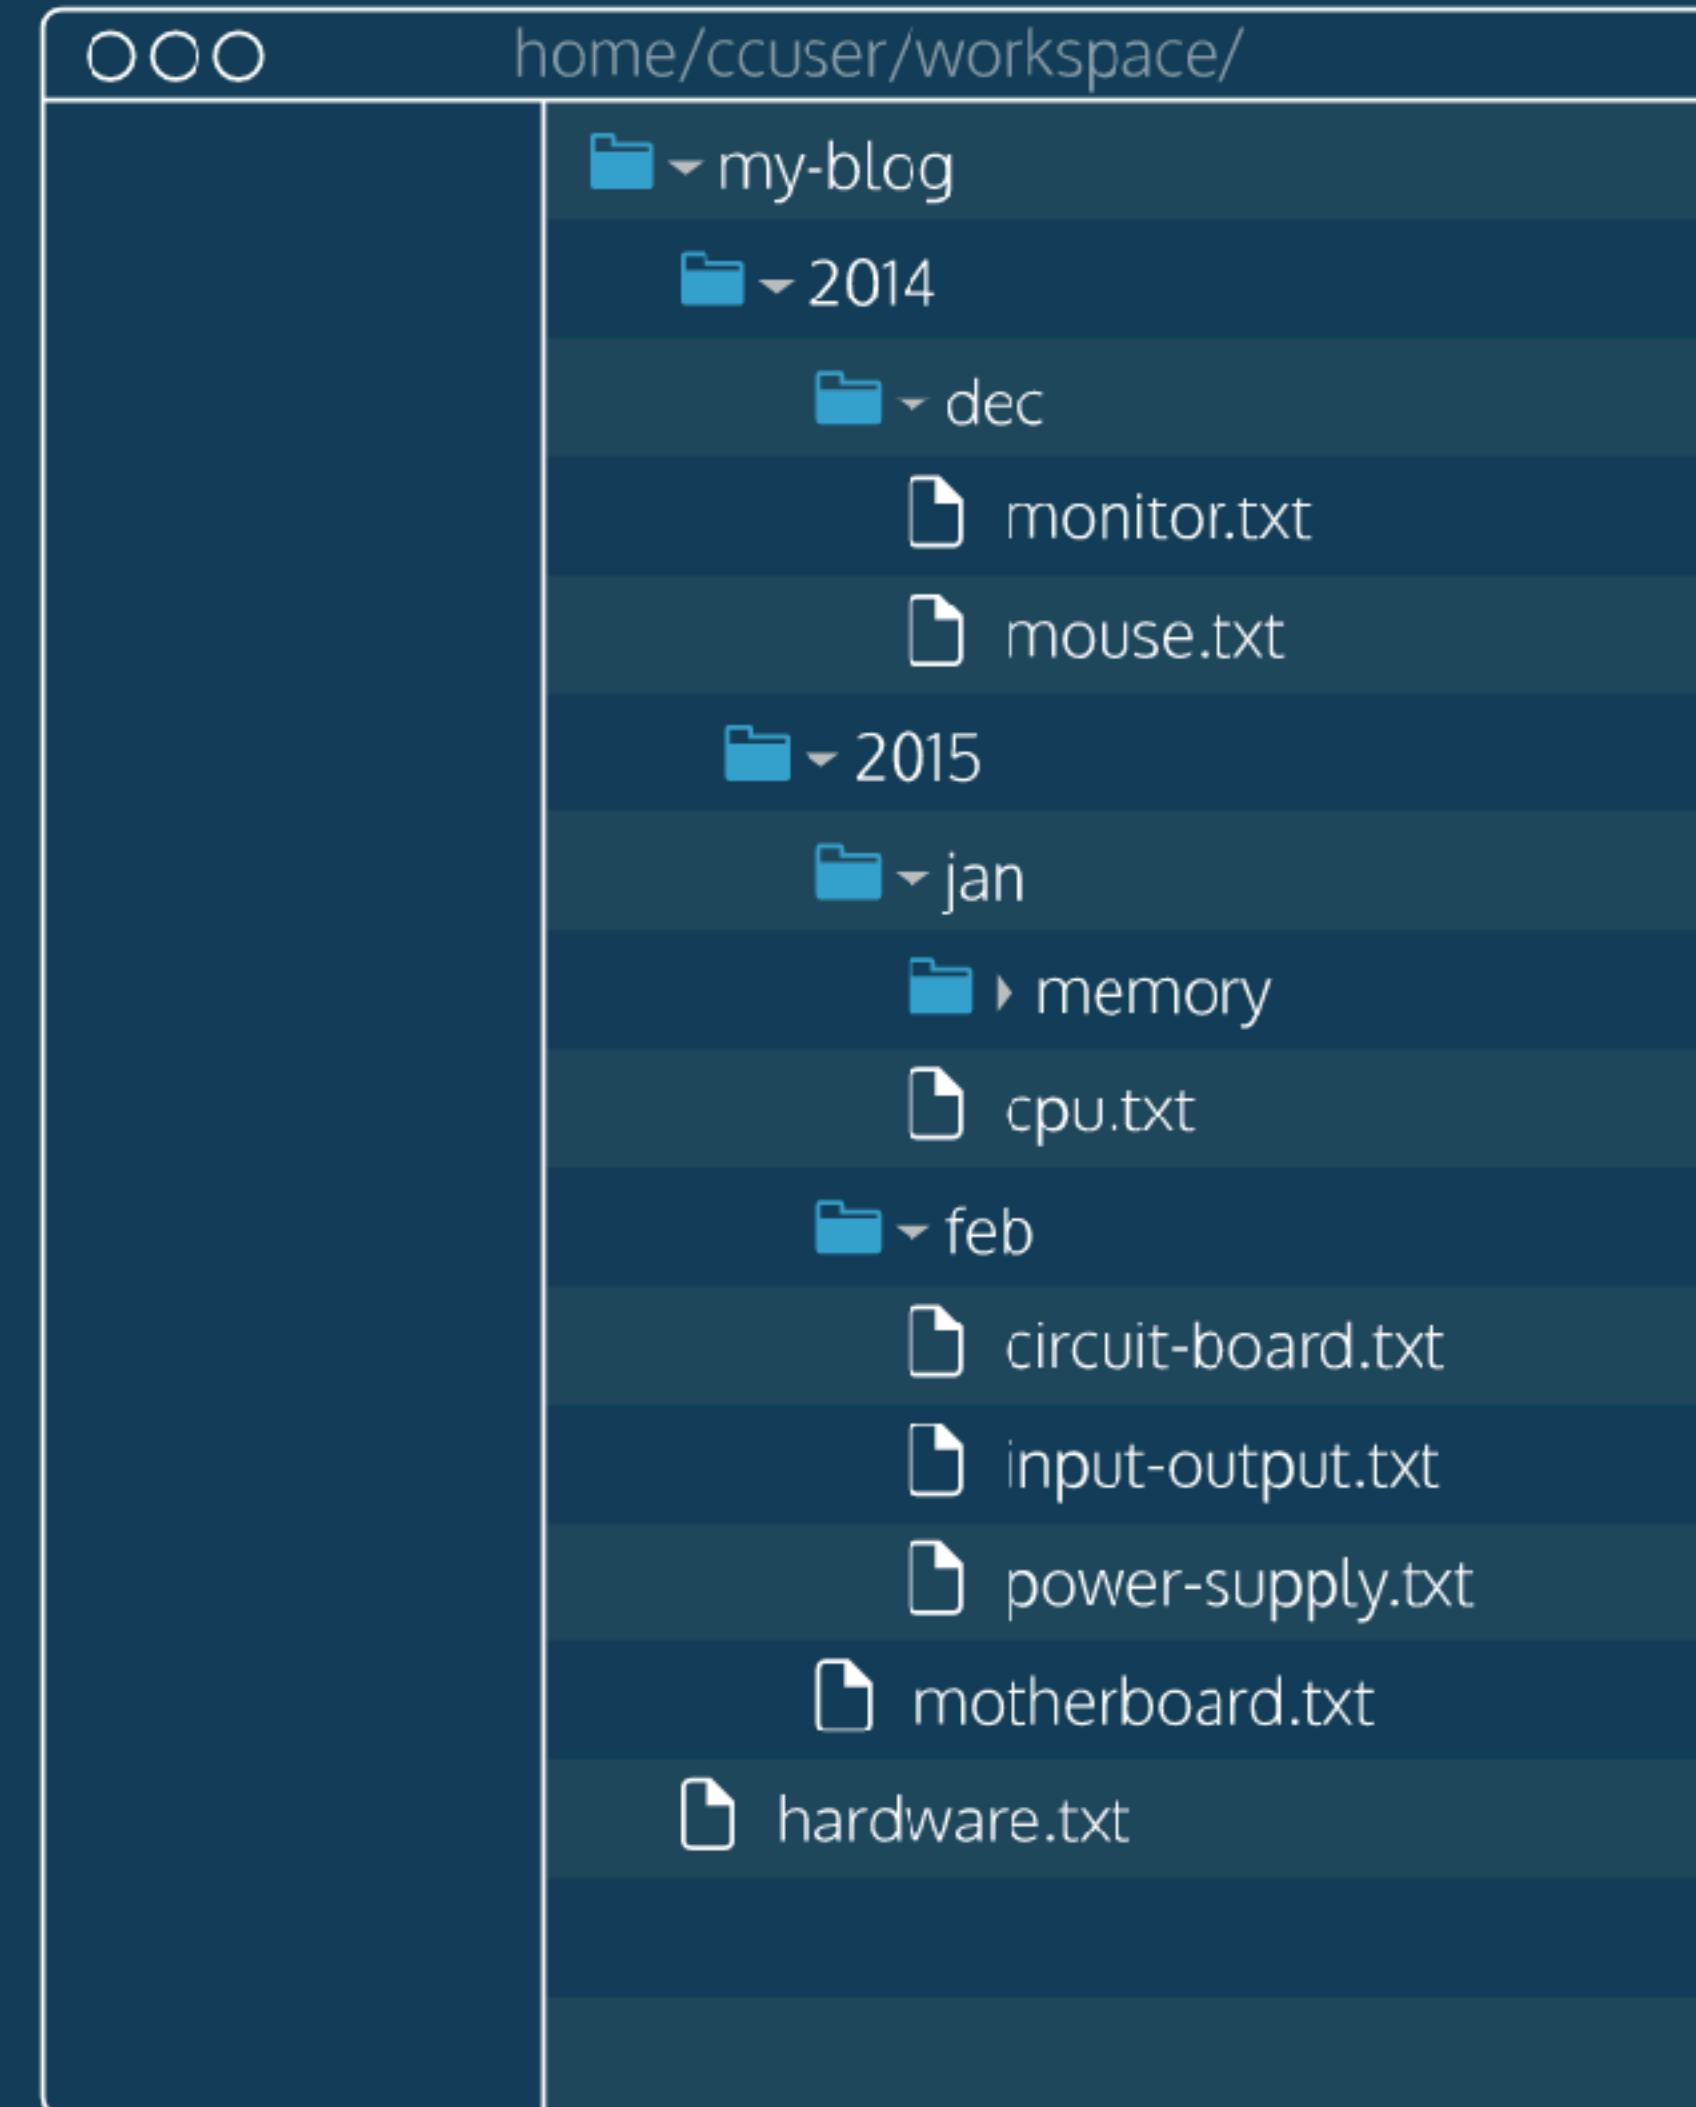 home/ccuser/workspace/
my-blog
2014
dec
monitor.txt
mouse.txt
2015
jan
memory
cpu.txt
feb
circuit-board.txt
input-output.txt
power-supply.txt
motherboard.txt
hardware.txt